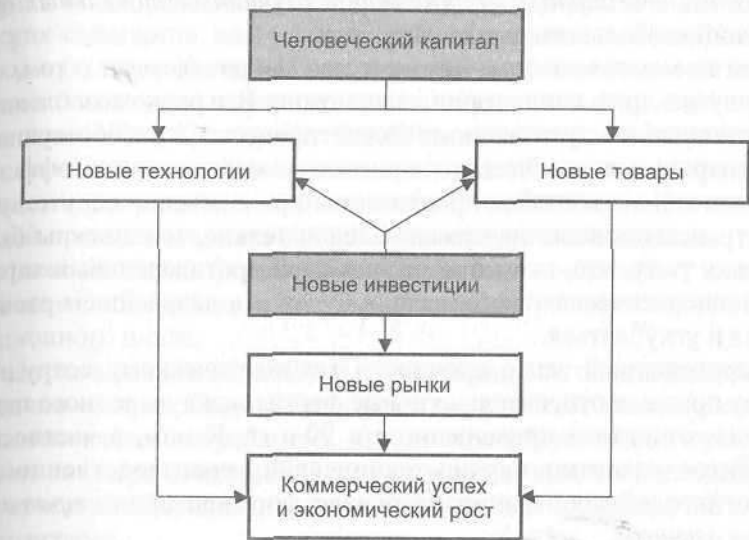 Человеческий капитал
Новые технологии
Новые товары
Новые инвестиции
Новые рынки
Коммерческий успех
и экономический рост